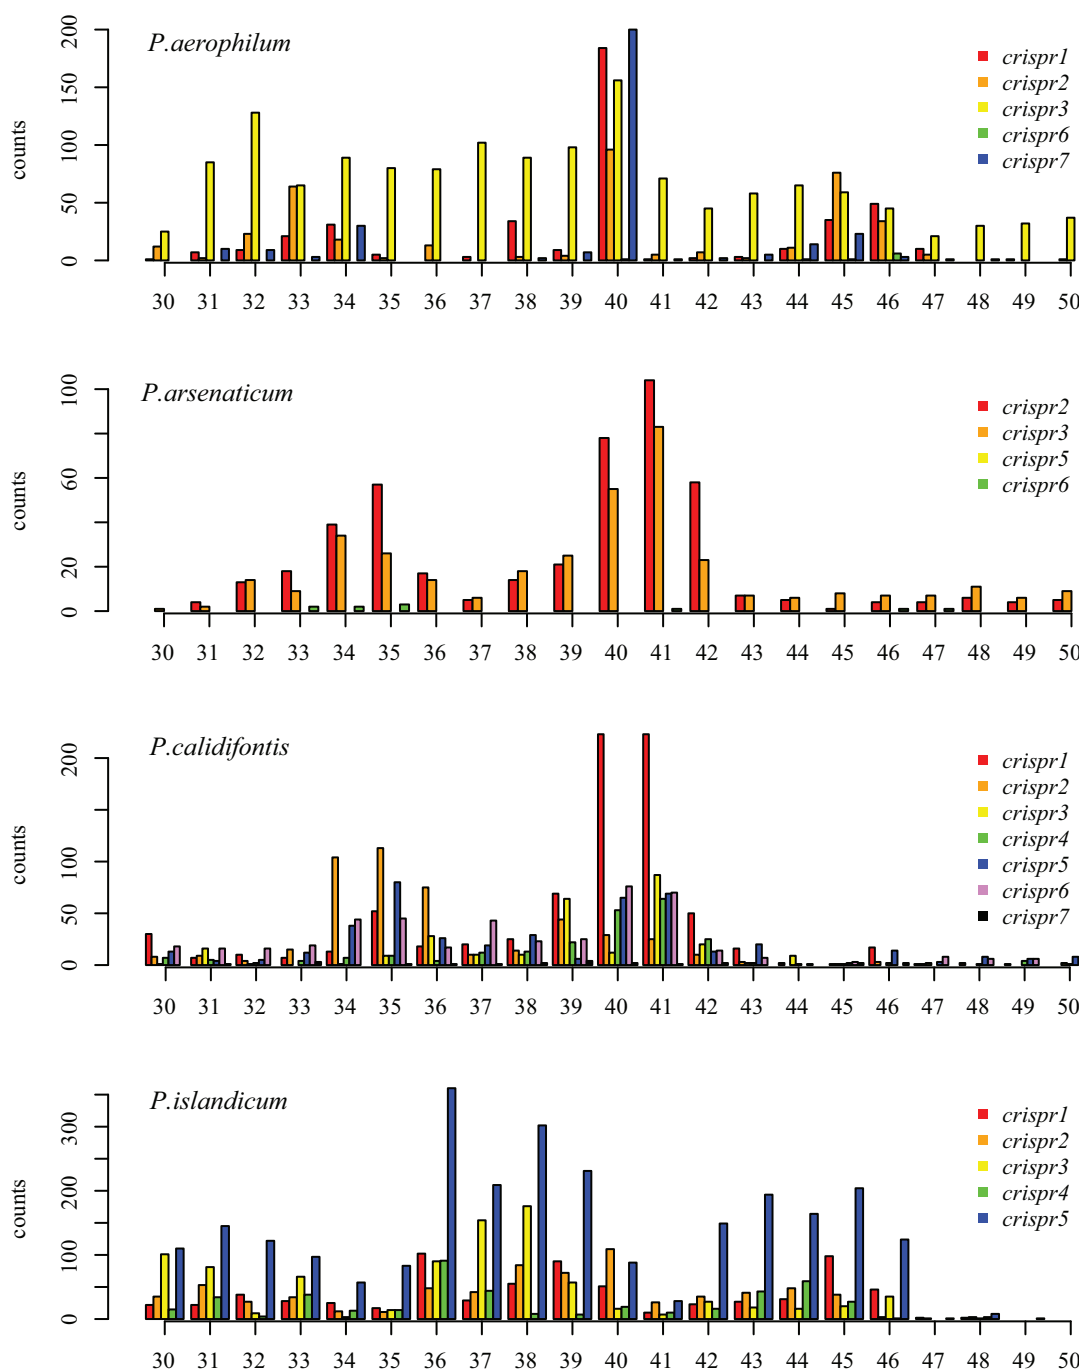 P.aerophilum
counts
200
150
100
50
0
crispr1
crispr2
crispr3
crispr6
crispr7
30 31 32 33 34 35 36 37 38 39 40 41 42 43 44 45 46 47 48 49 50
P.arsenaticum
counts
100
60
20
0
crispr2
crispr3
crispr5
crispr6
30 31 32 33 34 35 36 37 38 39 40 41 42 43 44 45 46 47 48 49 50
P.calidifontis
counts
200
100
50
0
crispr1
crispr2
crispr3
crispr4
crispr5
crispr6
crispr7
30 31 32 33 34 35 36 37 38 39 40 41 42 43 44 45 46 47 48 49 50
P.islandicum
counts
300
200
100
0
crispr1
crispr2
crispr3
crispr4
crispr5
30 31 32 33 34 35 36 37 38 39 40 41 42 43 44 45 46 47 48 49 50